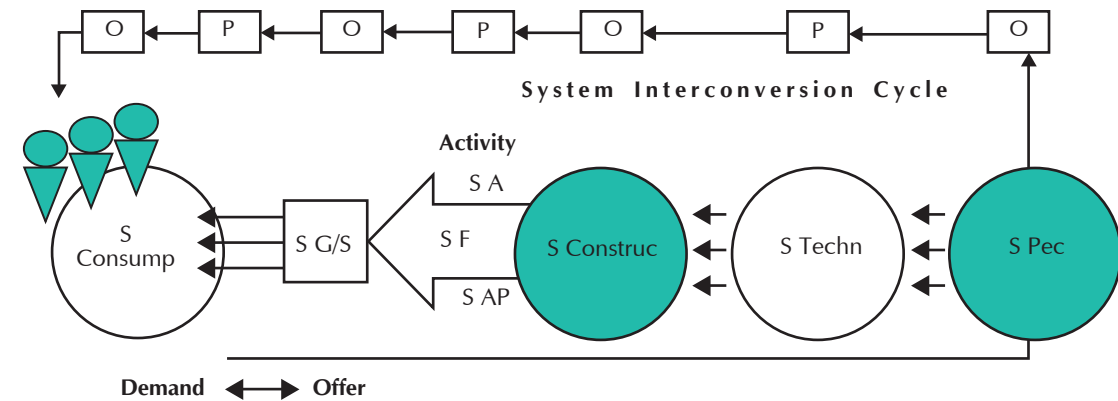 O P O P O P O
System Interconversion Cycle
Activity
S A
S F
S AP
S
Consump
S G/S
S Construc
S Techn
S Pec
Demand Offer